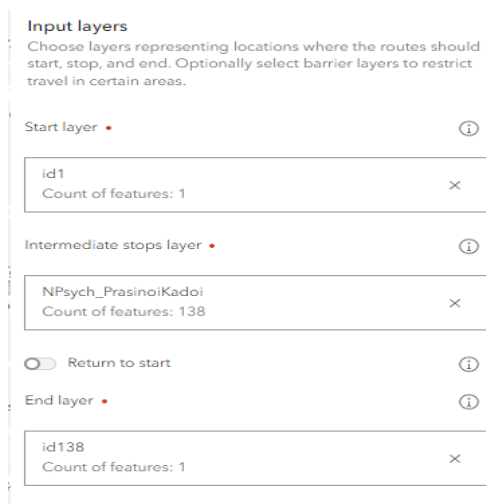 Input layers
Choose layers representing locations where the routes should
start, stop, and end. Optionally select barrier layers to restrict
travel in certain areas.
Start layer •
id1
Count of features: 1
Intermediate stops layer •
NPsych_PrasinoiKadoi
Count of features: 138
Return to start
End layer •
id138
Count of features: 1